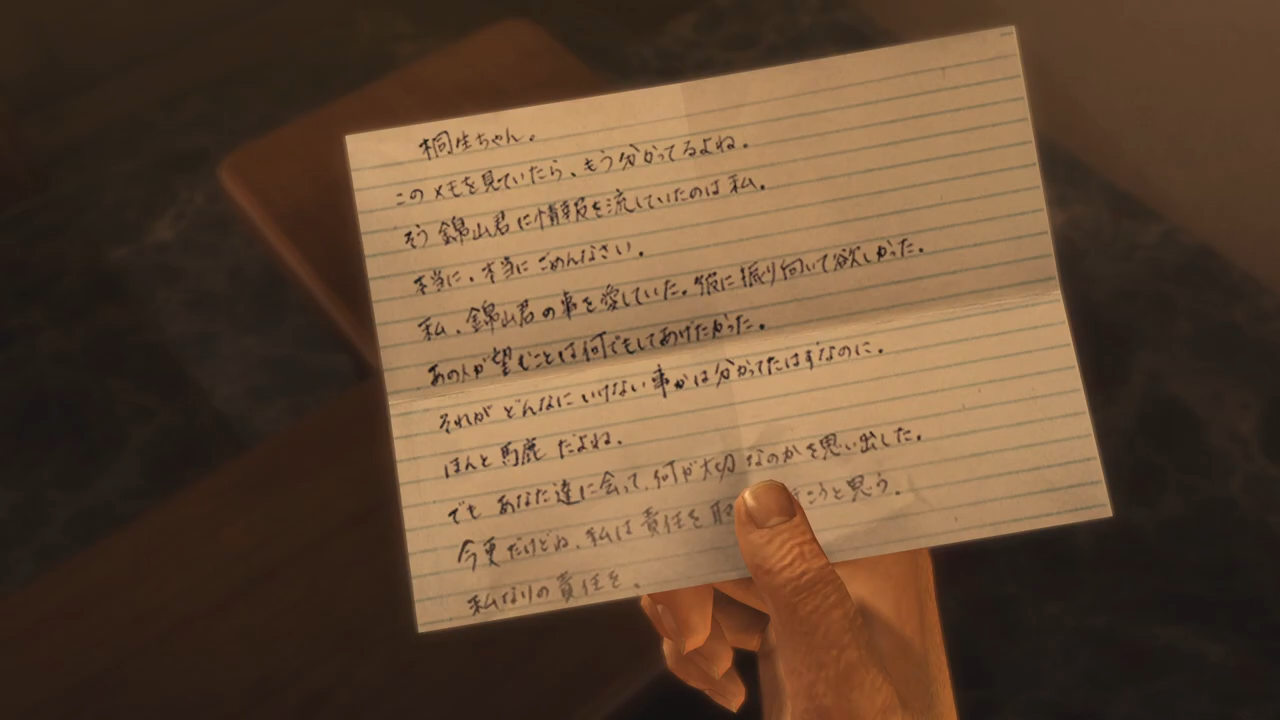 桐生ちゃん。
このメモを見ていたら、もう分かってるよね。
そう錦山君に情報を流していたのは私。
本当に、本当にごめんなさい。
私、錦山君の事を愛していた。彼に振り向いて欲しかった。
あの人が望むことは何でもしてあげたかった。
それがどんなにいけない事かは分かってたはずなのに。
ほんと馬鹿だよね。
でもあなた達に会って、何が大切なのかを思い出した。
今更だけどね、私は責任を取 こうと思う。
私なりの責任を。